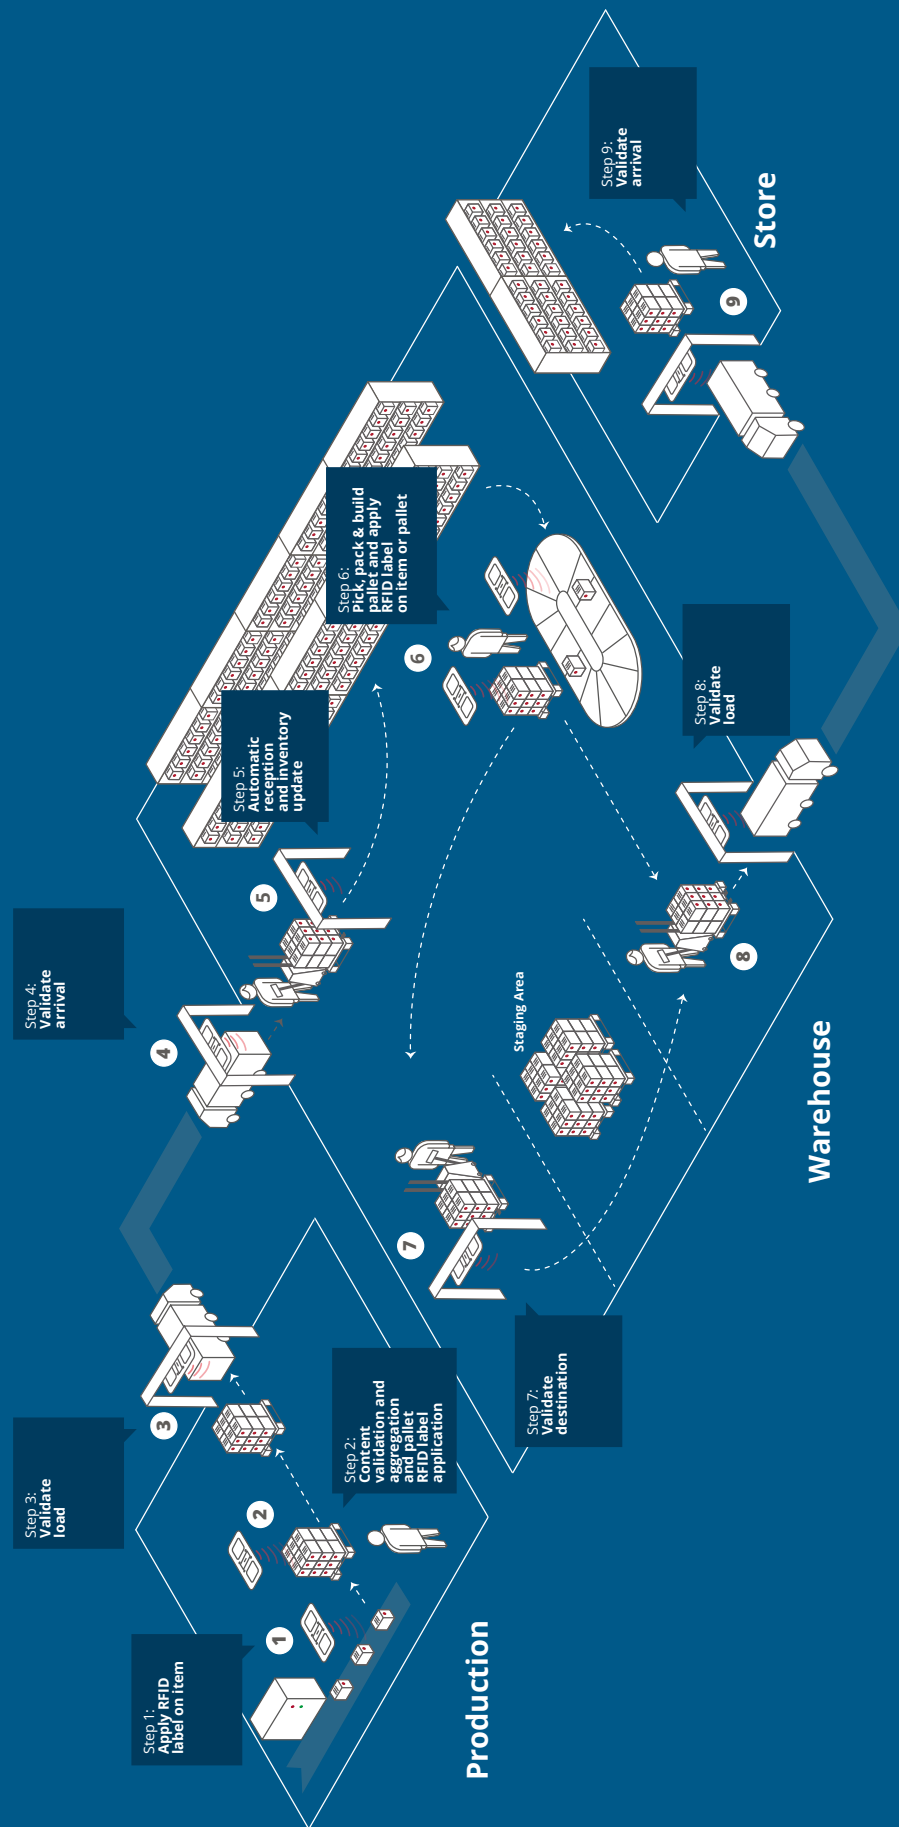 Step 1:
Apply RFID
label on item
1
Step 2:
Content
validation and
aggregation
and pallet
RFID label
application
2
Step 3:
Validate
load
3
Production
Step 4:
Validate
arrival
4
Step 5:
Automatic
reception
and inventory
update
5
Step 6:
Pick, pack & build
pallet and apply
RFID label
on item or pallet
6
Step 7:
Validate
destination
7
Staging Area
Step 8:
Validate
load
8
Warehouse
Step 9:
Validate
arrival
9
Store